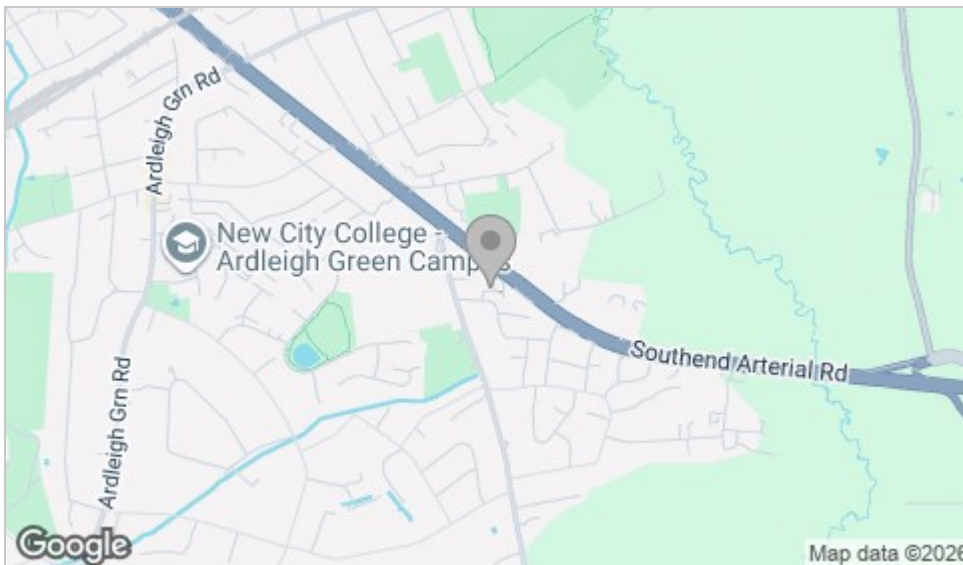 Ardleigh Grn Rd
New City College -
Ardleigh Green Campus
Southend Arterial Rd
Ardleigh Grn Rd
Google
Map data ©2026